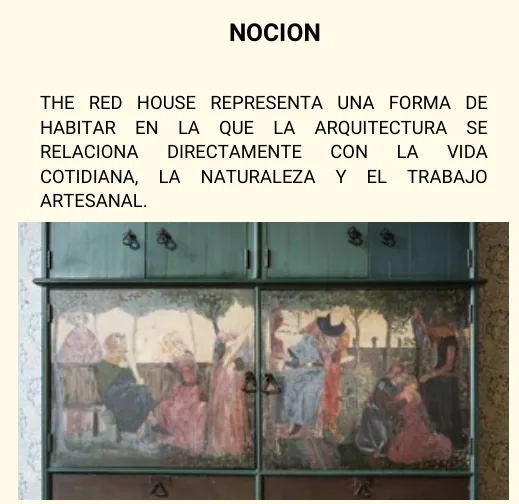 NOCION
THE RED HOUSE REPRESENTA UNA FORMA DE
HABITAR EN LA QUE LA ARQUITECTURA SE
RELACIONA DIRECTAMENTE CON LA VIDA
COTIDIANA, LA NATURALEZA Y EL TRABAJO
ARTESANAL.